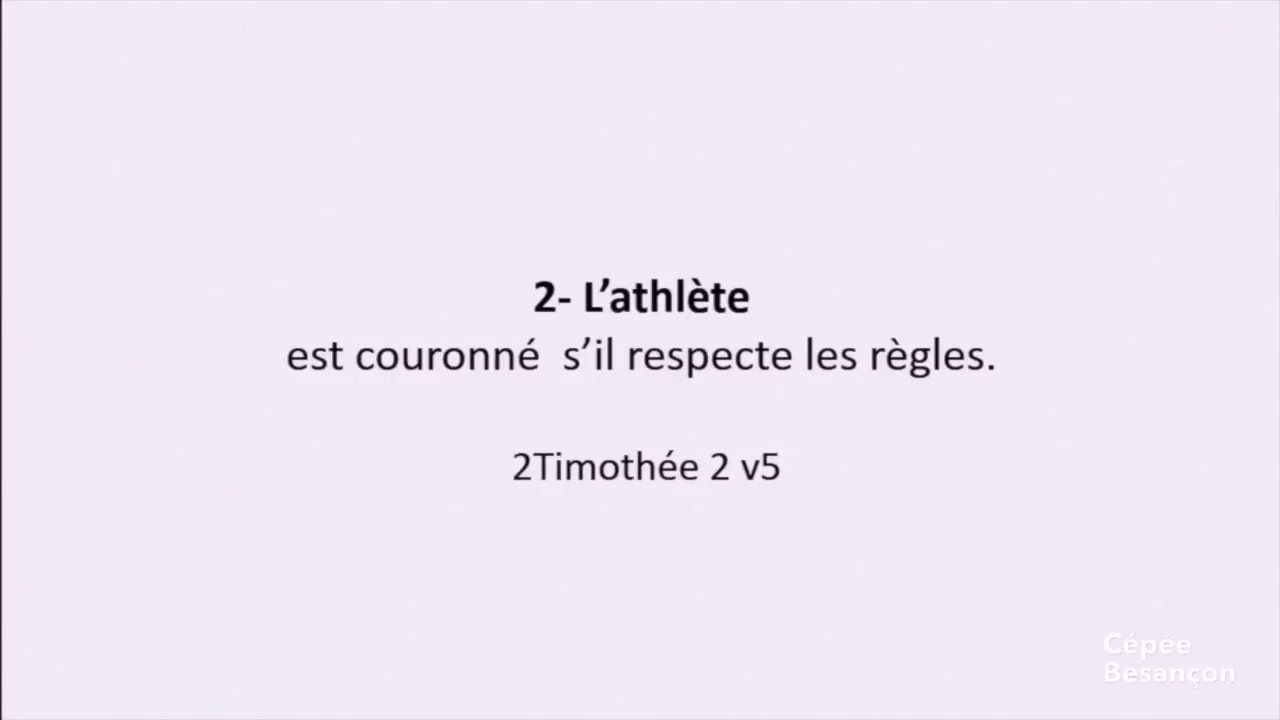 2- L’athlète
est couronné  s’il respecte les règles.
2Timothée 2 v5
Cépée
Besançon